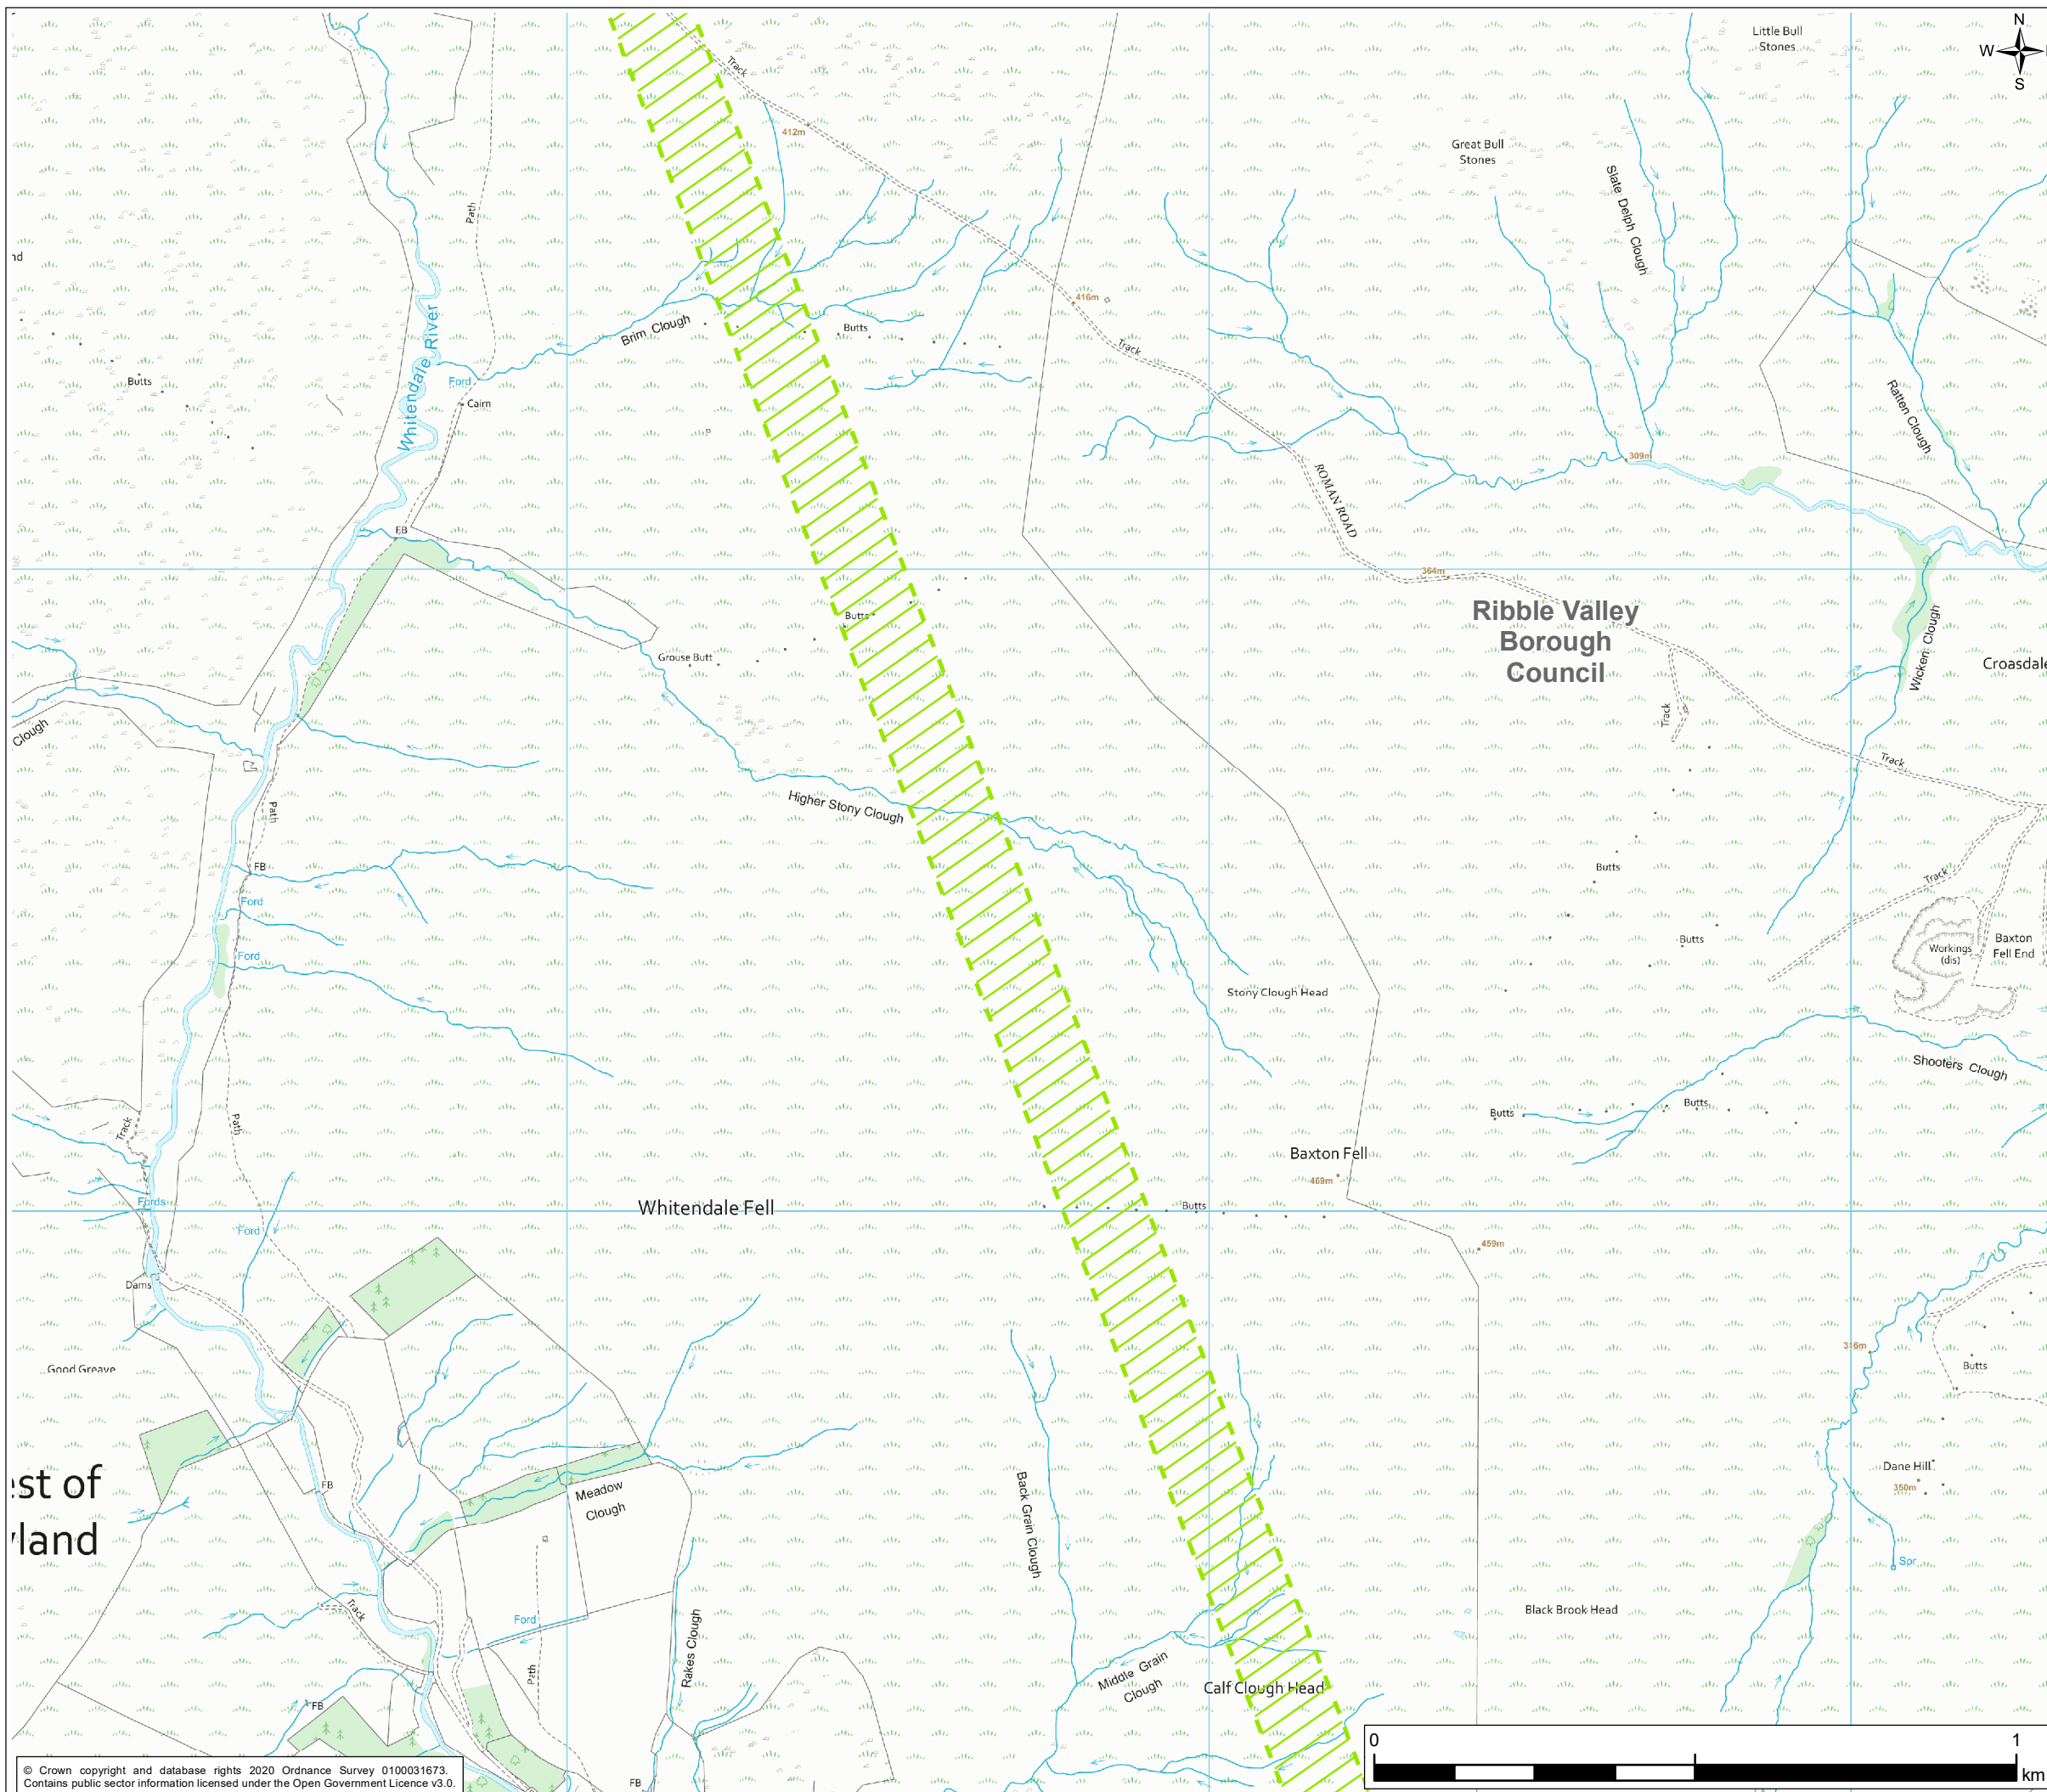 N
W
S
Little Bull
Stones
Track
412m
Great Bull
Stones
Slate Delph Clough
Path
nd
Whitendale River
416m
Brim Clough
Butts
Track
Butts
Ford
Cairn
Ratten Clough
ROMAN ROAD
309m
FB
364m
Ribble Valley
Borough
Council
Butts
Wicken Clough
Grouse Butt
Croasdale
Clough
Track
Track
Path
Higher Stony Clough
FB
Butts
Track
Ford
Butts
Workings
(dis)
Baxton
Fell End
Ford
Stony Clough Head
Shooters Clough
Butts
Butts
Track
Path
Baxton Fell
469m
Fords
Whitendale Fell
Butts
Ford
459m
Dams
316m
Good Greave
Butts
est of
land
Dane Hill
350m
FB
Meadow
Clough
Back Grain Clough
Spr
Track
Ford
Black Brook Head
Rakes Clough
Path
Middle Grain
Clough
Calf Clough Head
FB
FB
0
1
km
© Crown copyright and database rights 2020 Ordnance Survey 0100031673.
Contains public sector information licensed under the Open Government Licence v3.0.